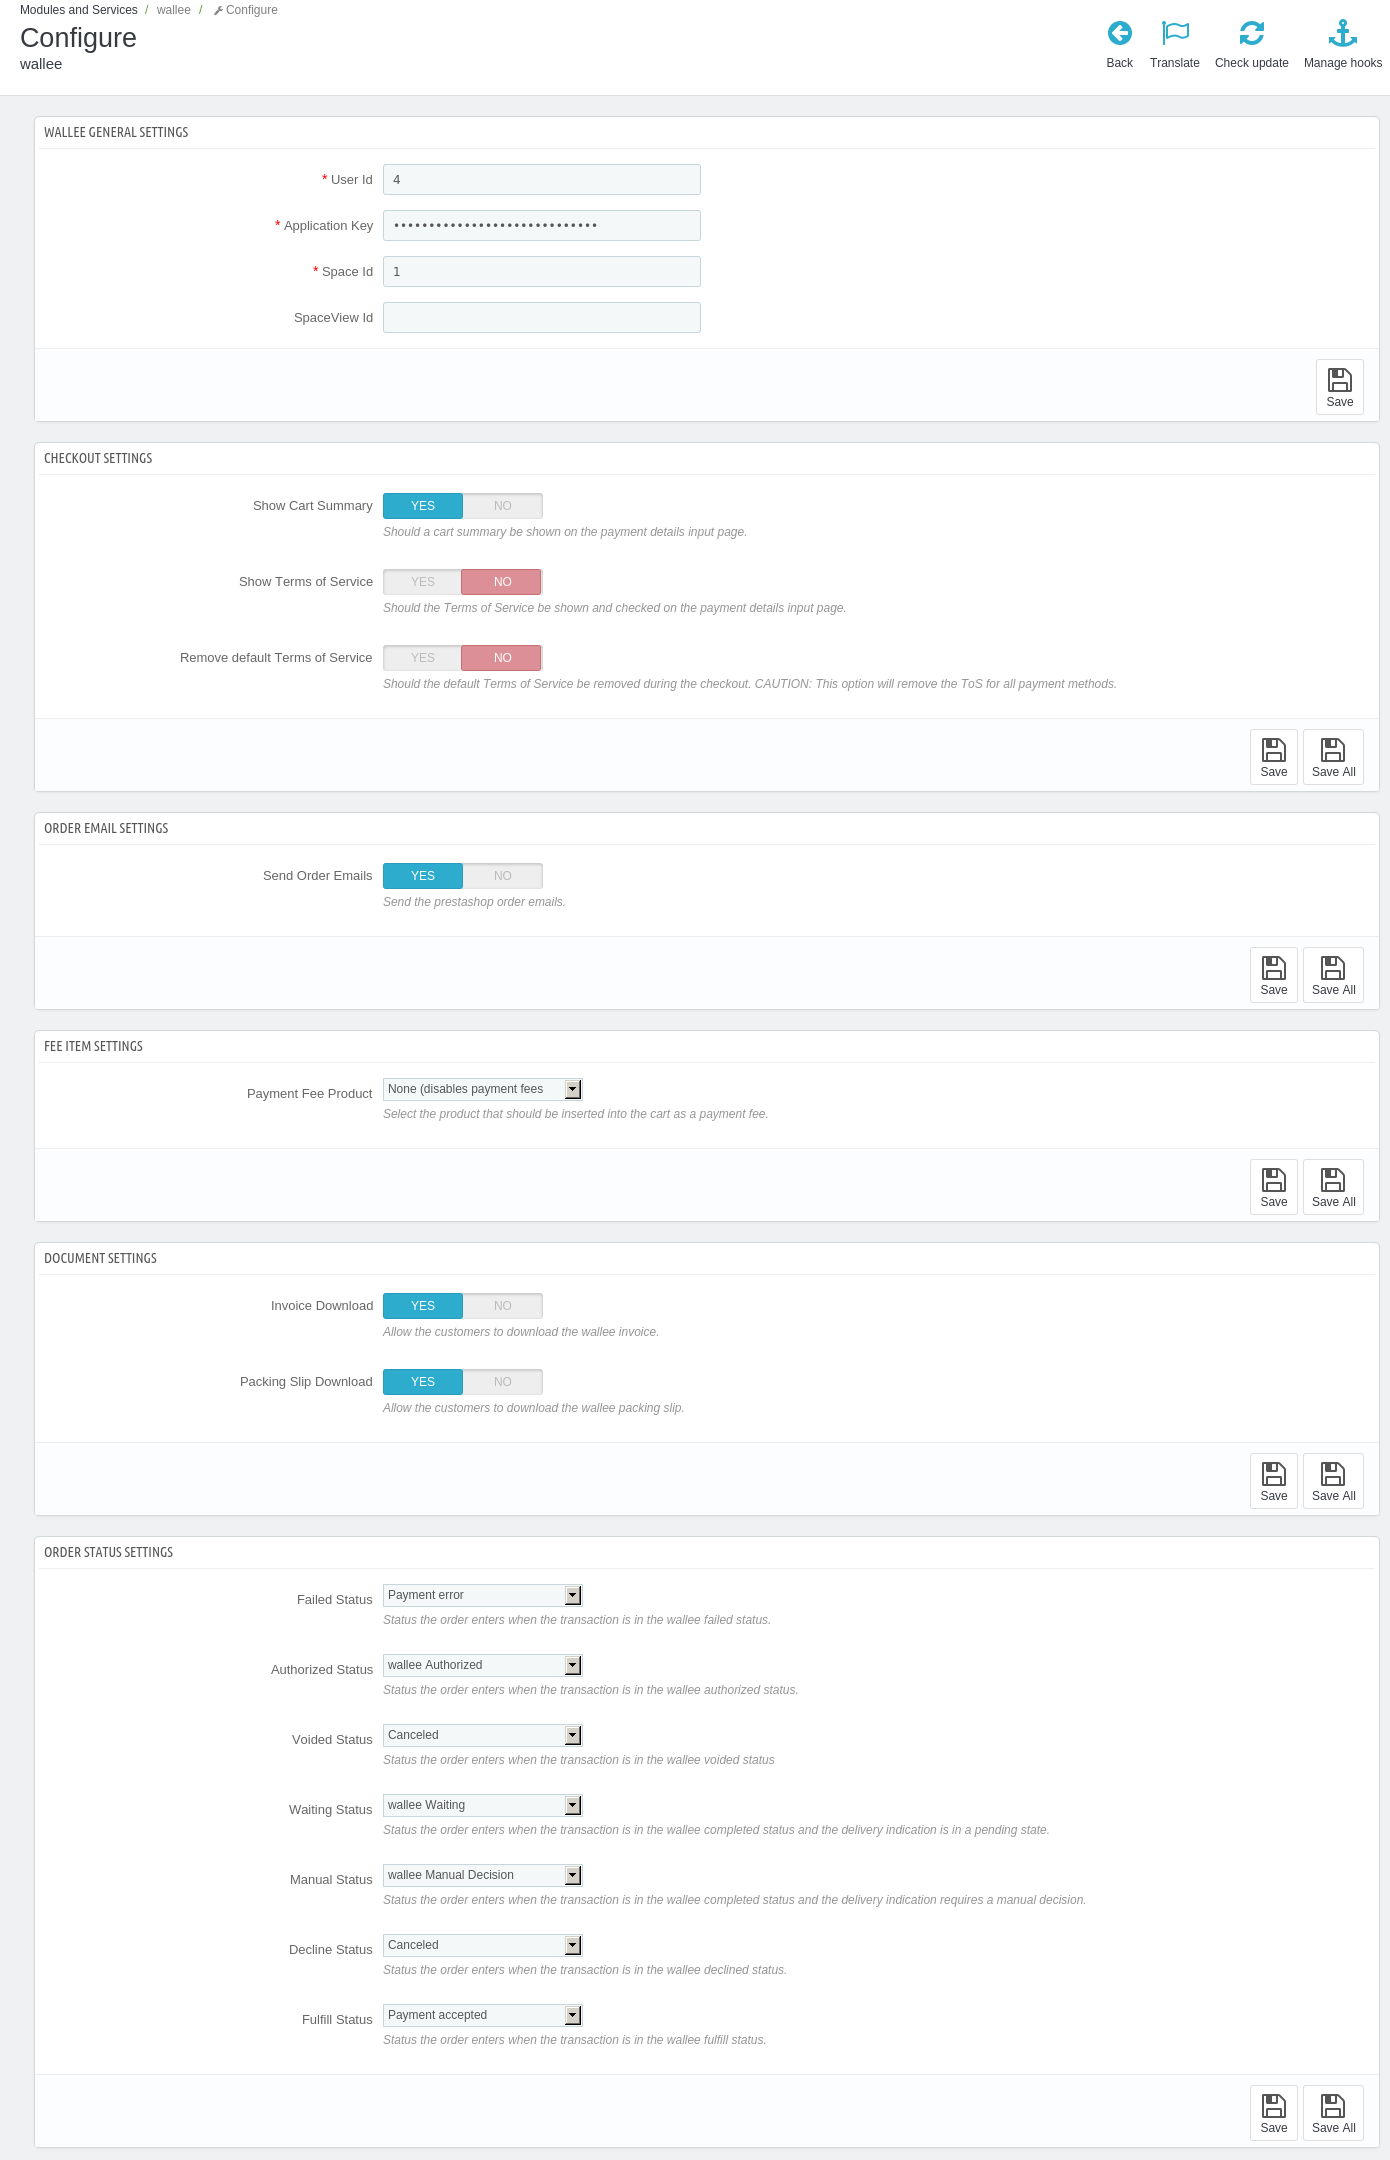 Modules and Services / wallee / Configure
Configure
wallee
Back Translate Check update Manage hooks
WALLEE GENERAL SETTINGS
* User Id 4
* Application Key •••••••••••••••••••••••••••••
* Space Id 1
SpaceView Id
Save
CHECKOUT SETTINGS
Show Cart Summary YES NO
Should a cart summary be shown on the payment details input page.
Show Terms of Service YES NO
Should the Terms of Service be shown and checked on the payment details input page.
Remove default Terms of Service YES NO
Should the default Terms of Service be removed during the checkout. CAUTION: This option will remove the ToS for all payment methods.
Save Save All
ORDER EMAIL SETTINGS
Send Order Emails YES NO
Send the prestashop order emails.
Save Save All
FEE ITEM SETTINGS
Payment Fee Product None (disables payment fees
Select the product that should be inserted into the cart as a payment fee.
Save Save All
DOCUMENT SETTINGS
Invoice Download YES NO
Allow the customers to download the wallee invoice.
Packing Slip Download YES NO
Allow the customers to download the wallee packing slip.
Save Save All
ORDER STATUS SETTINGS
Failed Status Payment error
Status the order enters when the transaction is in the wallee failed status.
Authorized Status wallee Authorized
Status the order enters when the transaction is in the wallee authorized status.
Voided Status Canceled
Status the order enters when the transaction is in the wallee voided status
Waiting Status wallee Waiting
Status the order enters when the transaction is in the wallee completed status and the delivery indication is in a pending state.
Manual Status wallee Manual Decision
Status the order enters when the transaction is in the wallee completed status and the delivery indication requires a manual decision.
Decline Status Canceled
Status the order enters when the transaction is in the wallee declined status.
Fulfill Status Payment accepted
Status the order enters when the transaction is in the wallee fulfill status.
Save Save All